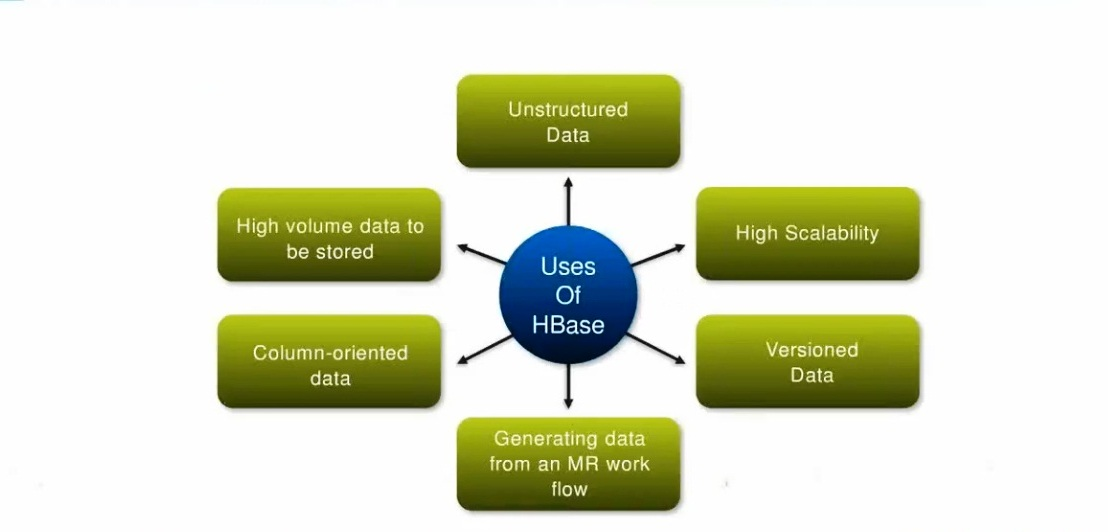 Unstructured
Data
High volume data to
be stored
High Scalability
Uses
Of
HBase
Column-oriented
data
Versioned
Data
Generating data
from an MR work
flow